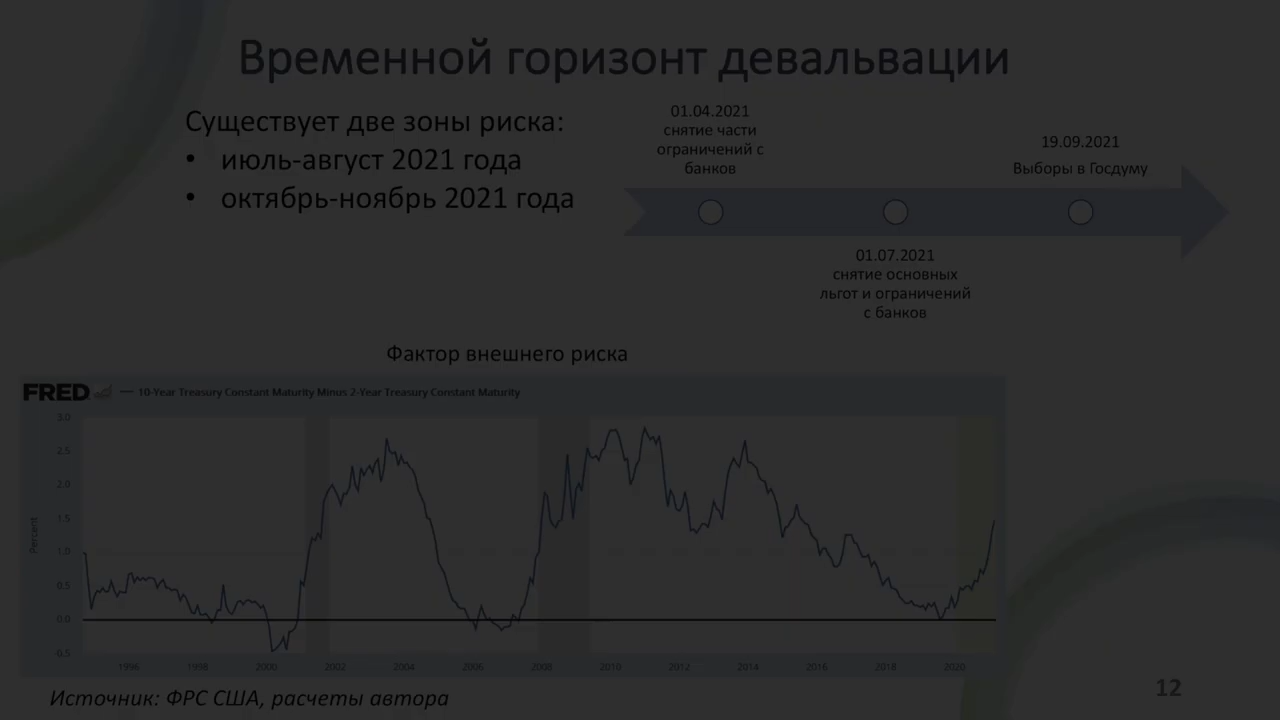 Временной горизонт девальвации
Существует две зоны риска:
• июль-август 2021 года
• октябрь-ноябрь 2021 года
01.04.2021
снятие части
ограничений с
банков
19.09.2021
Выборы в Госдуму
01.07.2021
снятие основных
льгот и ограничений
с банков
Фактор внешнего риска
FRED — 10-Year Treasury Constant Maturity Minus 2-Year Treasury Constant Maturity
3.0
2.5
2.0
1.5
1.0
0.5
0.0
-0.5
Percent
1996 1998 2000 2002 2004 2006 2008 2010 2012 2014 2016 2018 2020
Источник: ФРС США, расчеты автора
12